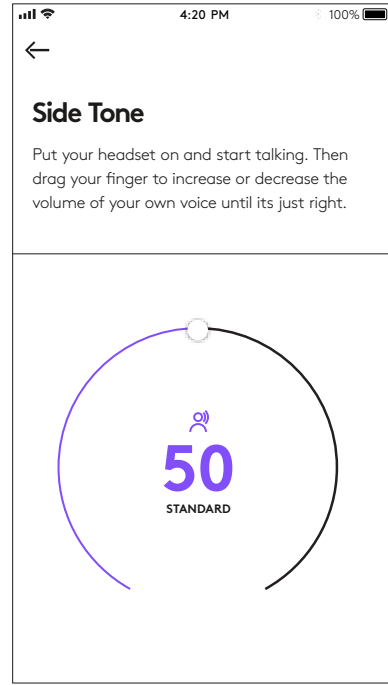 4:20 PM 100%
Side Tone
Put your headset on and start talking. Then
drag your finger to increase or decrease the
volume of your own voice until its just right.
50
STANDARD